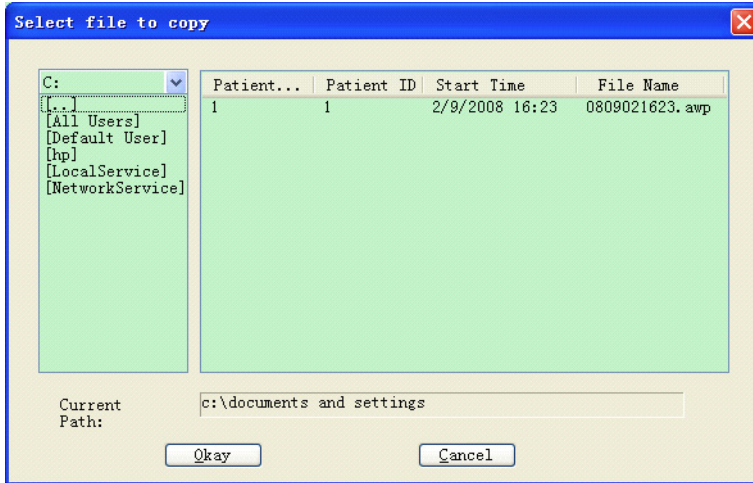 Select file to copy
C:
[..]
[All Users]
[Default User]
[hp]
[LocalService]
[NetworkService]
Patient... Patient ID Start Time File Name
1 1 2/9/2008 16:23 0809021623.awp
Current
Path:
c:\documents and settings
Okay Cancel